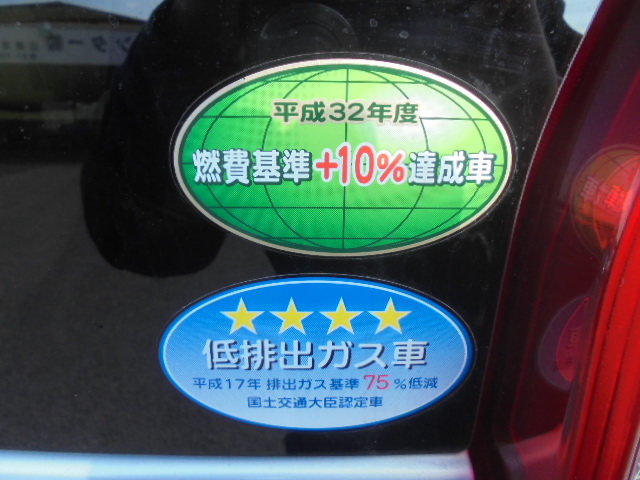 平成32年度
燃費基準+10%達成車
低排出ガス車
平成17年 排出ガス基準 75 %低減
国土交通大臣認定車